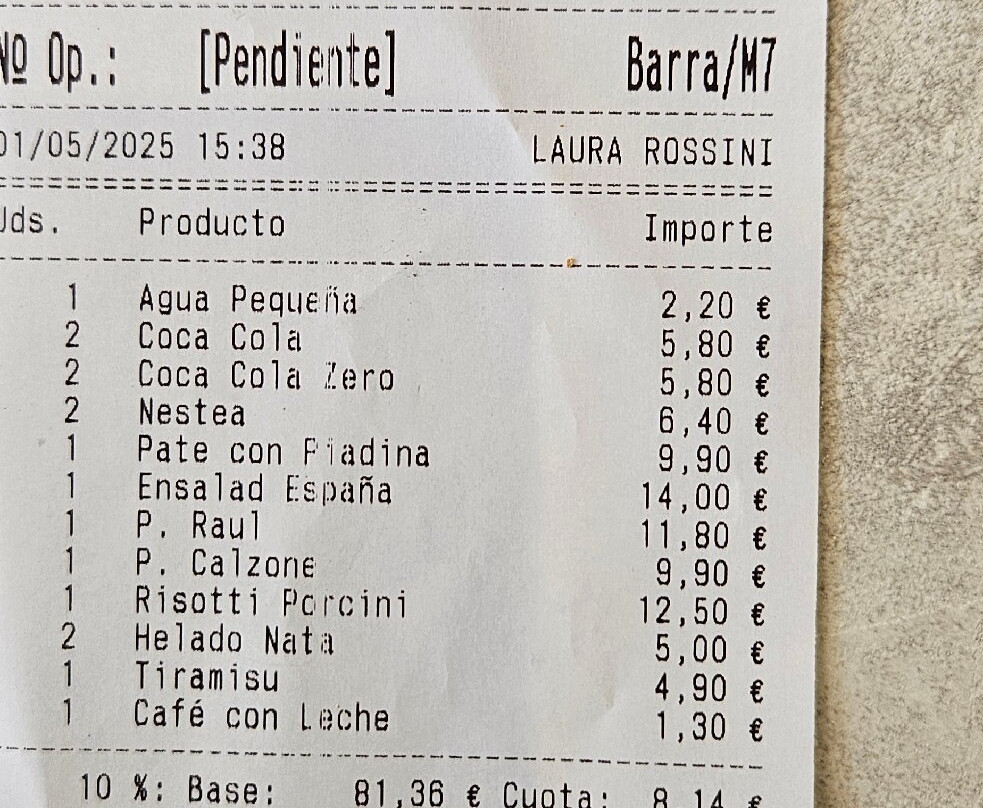 Nº Op.: [Pendiente] Barra/M7
01/05/2025 15:38 LAURA ROSSINI
Uds. Producto Importe
1 Agua Pequeña 2,20 €
2 Coca Cola 5,80 €
2 Coca Cola Zero 5,80 €
2 Nestea 6,40 €
1 Pate con Piadina 9,90 €
1 Ensalad España 14,00 €
1 P. Raul 11,80 €
1 P. Calzone 9,90 €
1 Risotti Porcini 12,50 €
2 Helado Nata 5,00 €
1 Tiramisu 4,90 €
1 Café con Leche 1,30 €
10 %: Base: 81,36 € Cuota: 8,14 €